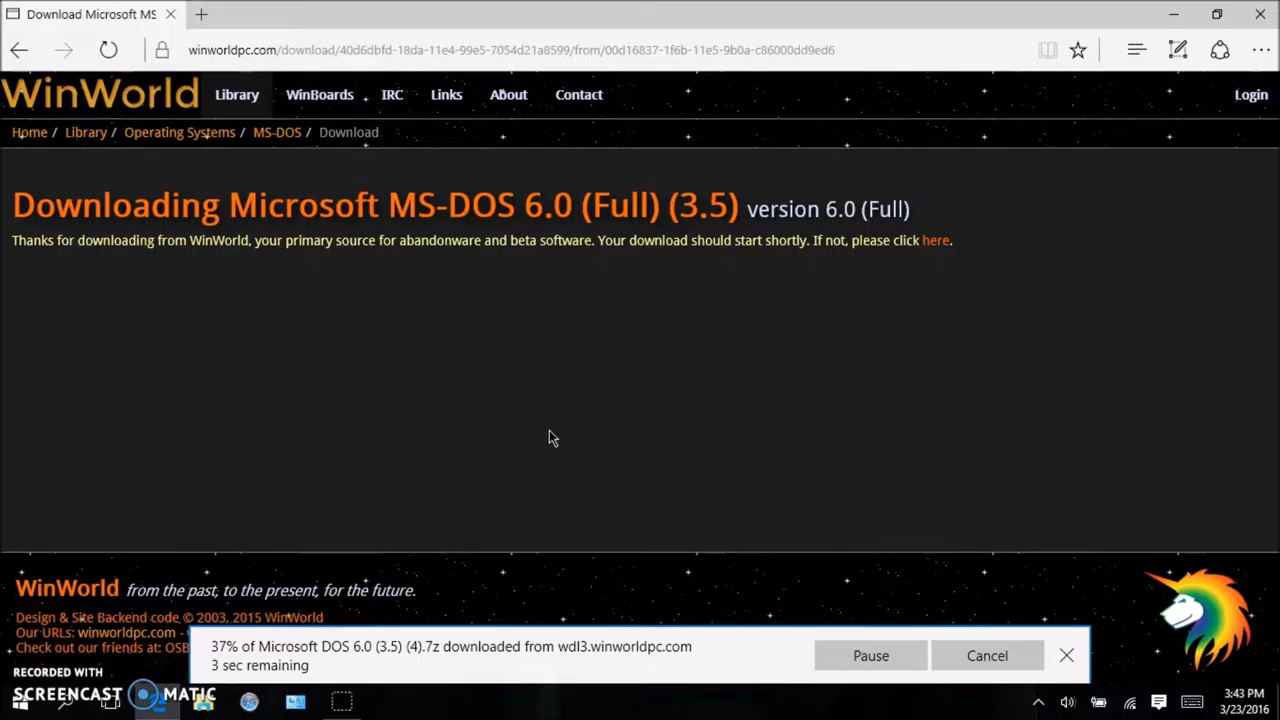 Download Microsoft MS
winworldpc.com/download/40d6dbfd-18da-11e4-99e5-7054d21a8599/from/00d16837-1f6b-11e5-9b0a-c86000dd9ed6
WinWorld Library WinBoards IRC Links About Contact Login
Home / Library / Operating Systems / MS-DOS / Download
Downloading Microsoft MS-DOS 6.0 (Full) (3.5) version 6.0 (Full)
Thanks for downloading from WinWorld, your primary source for abandonware and beta software. Your download should start shortly. If not, please click here.
WinWorld from the past, to the present, for the future.
Design & Site Backend code © 2003, 2015 WinWorld
Our URLs: winworldpc.com -
Check out our friends at: OSB
37% of Microsoft DOS 6.0 (3.5) (4).7z downloaded from wdl3.winworldpc.com
3 sec remaining
Pause Cancel
RECORDED WITH
SCREENCAST MATIC
3:43 PM
3/23/2016